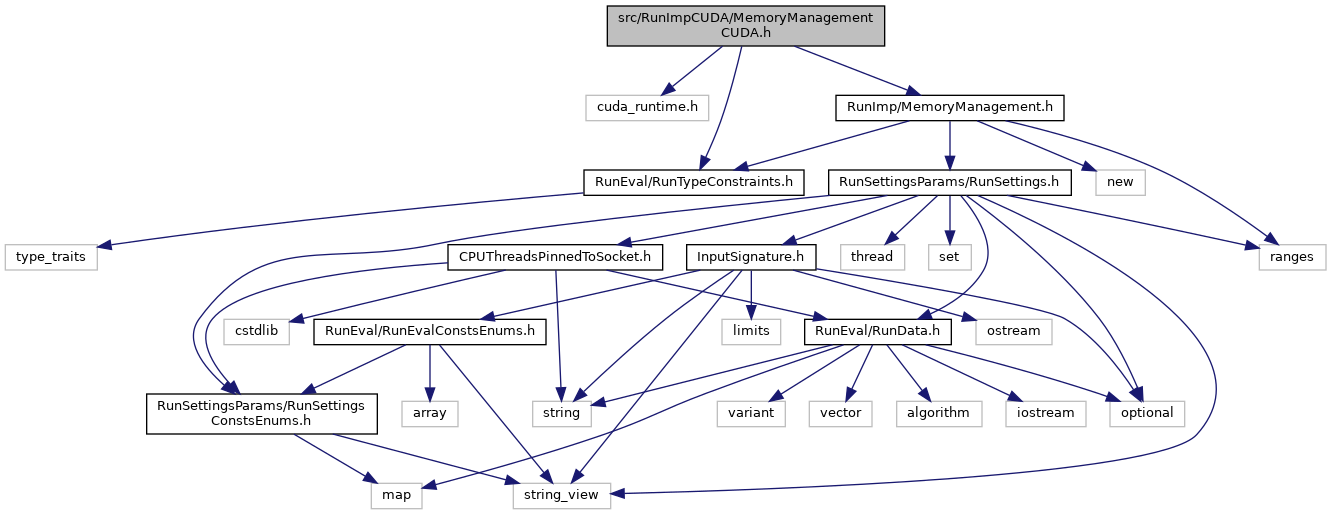 src/RunImpCUDA/MemoryManagement
CUDA.h
cuda_runtime.h
RunImp/MemoryManagement.h
RunEval/RunTypeConstraints.h
RunSettingsParams/RunSettings.h
new
type_traits
CPUThreadsPinnedToSocket.h
InputSignature.h
thread
set
ranges
cstdlib
RunEval/RunEvalConstsEnums.h
limits
RunEval/RunData.h
ostream
RunSettingsParams/RunSettings
ConstsEnums.h
array
string
variant
vector
algorithm
iostream
optional
map
string_view